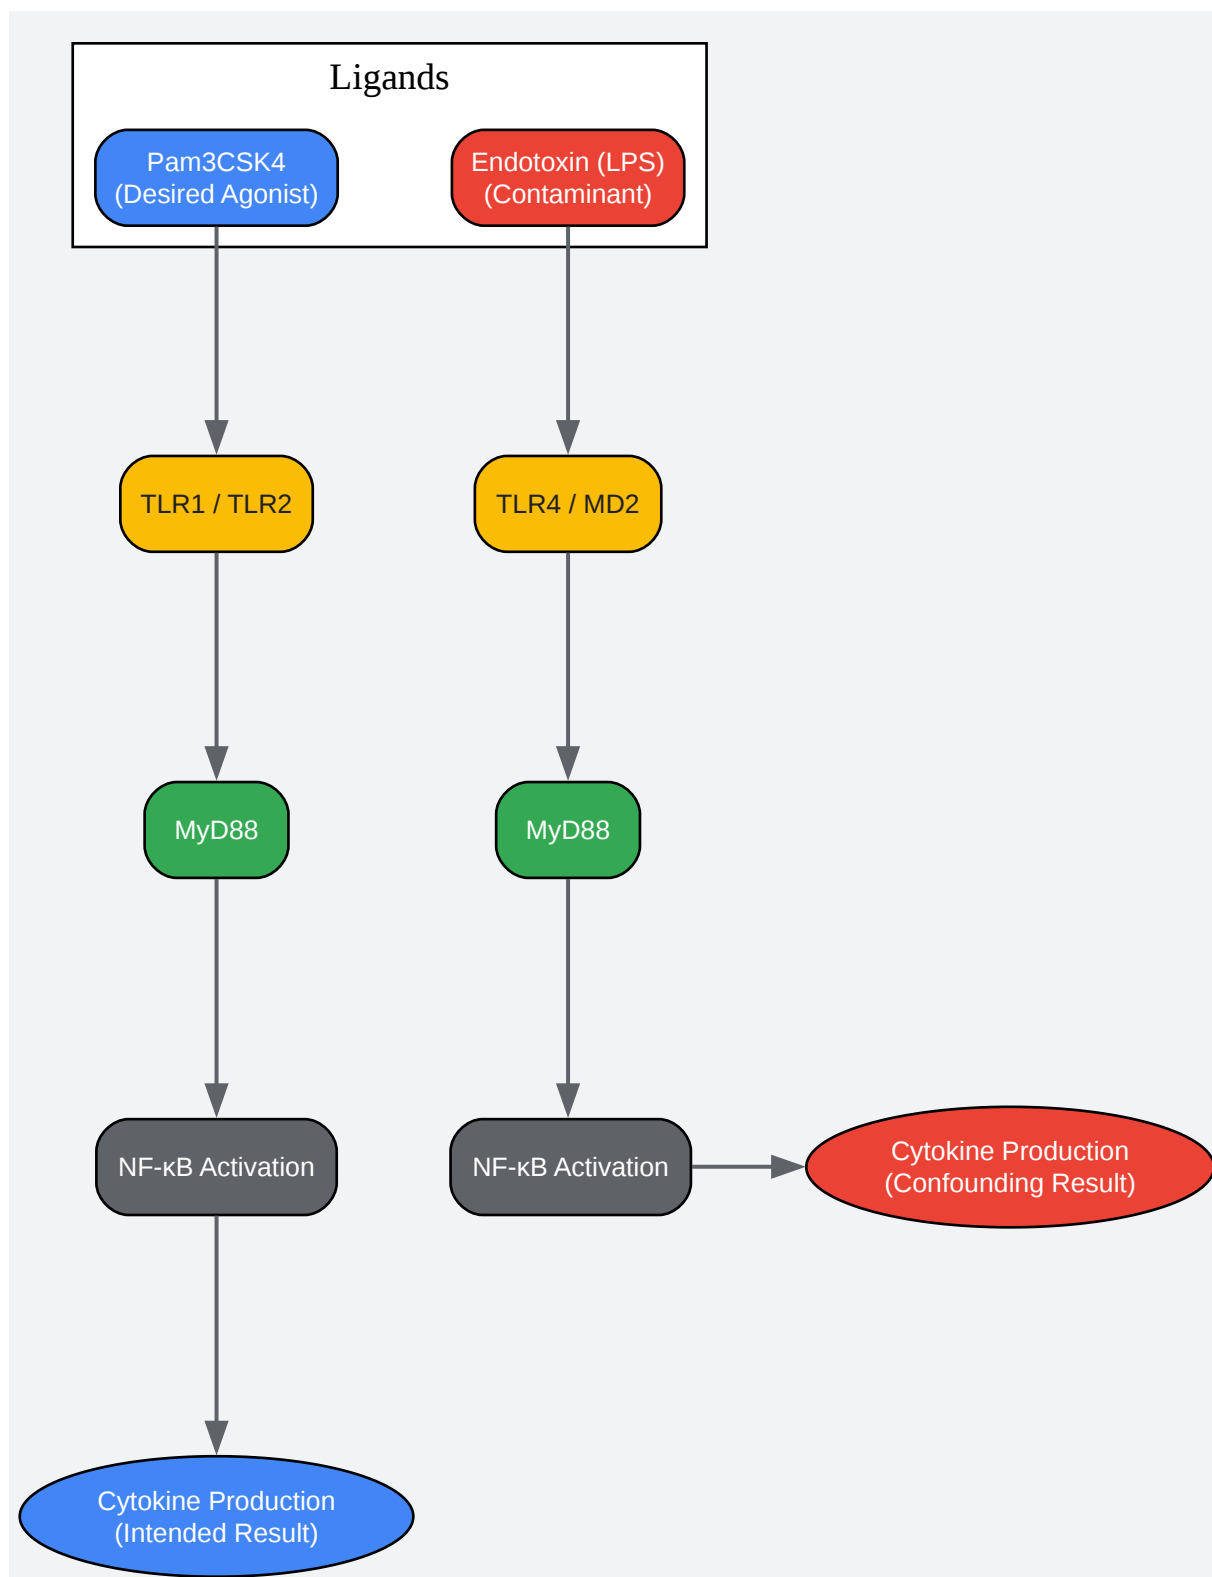 Ligands
Pam3CSK4
(Desired Agonist)
Endotoxin (LPS)
(Contaminant)
TLR1 / TLR2
TLR4 / MD2
MyD88
MyD88
NF-κB Activation
NF-κB Activation
Cytokine Production
(Confounding Result)
Cytokine Production
(Intended Result)